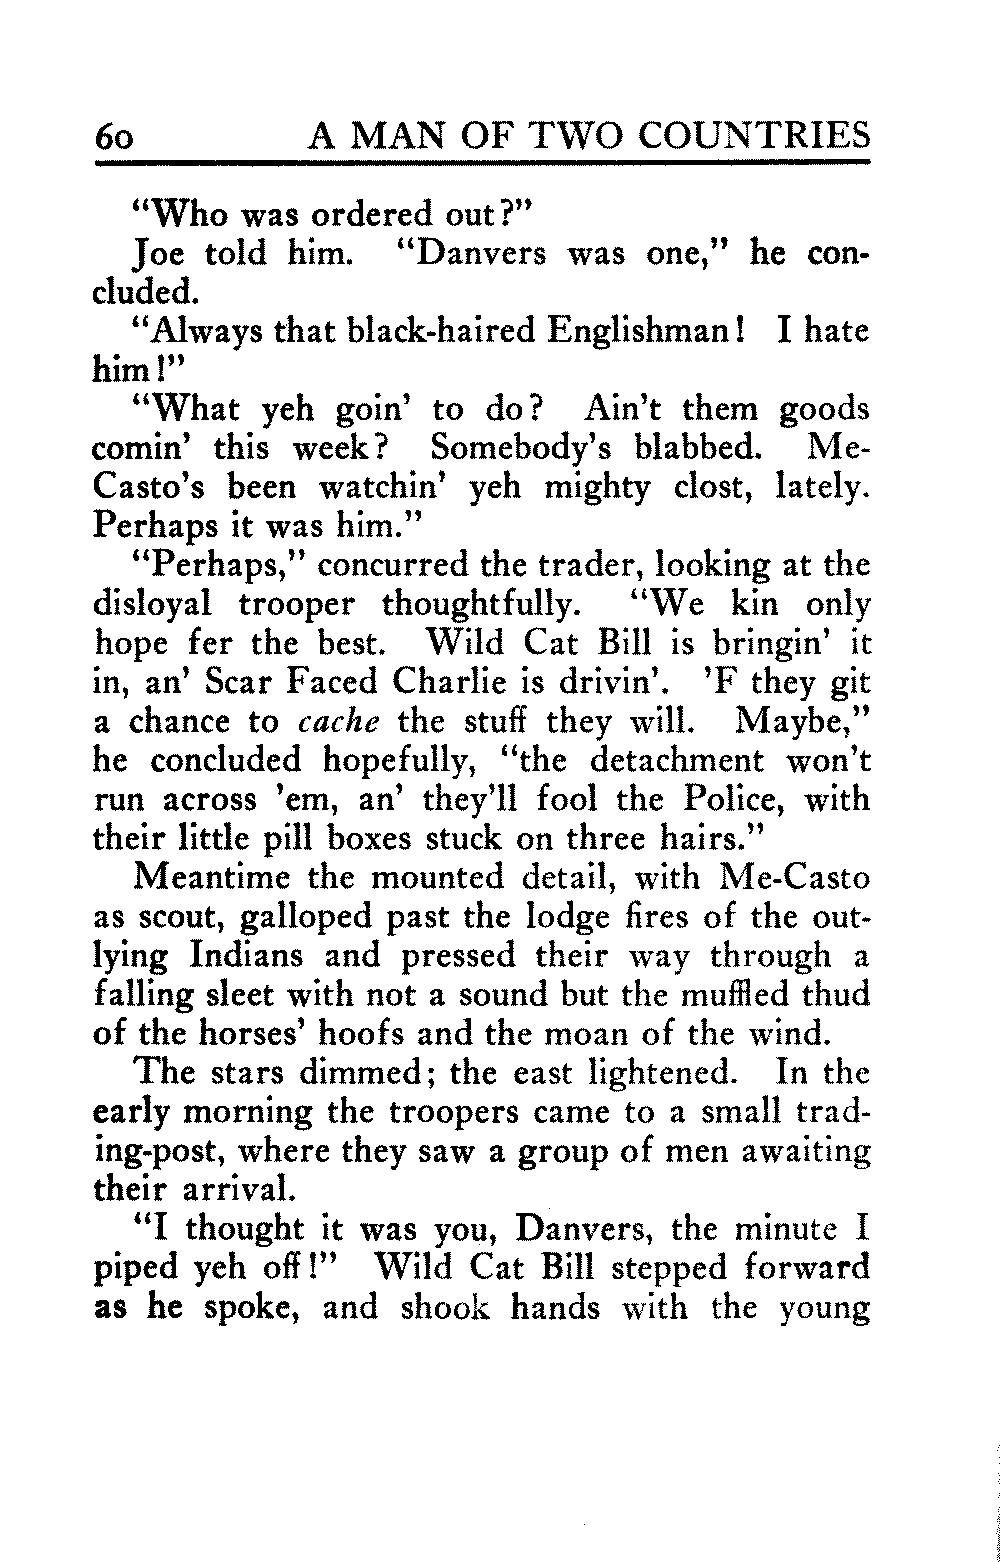 60 A MAN OF TWO COUNTRIES
“Who was ordered out?”
Joe told him. “Danvers was one,” he con-
cluded.
“Always that black-haired Englishman! I hate
him!”
“What yeh goin’ to do? Ain’t them goods
comin’ this week? Somebody’s blabbed. Me-
Casto’s been watchin’ yeh mighty clost, lately.
Perhaps it was him.”
“Perhaps,” concurred the trader, looking at the
disloyal trooper thoughtfully. “We kin only
hope fer the best. Wild Cat Bill is bringin’ it
in, an’ Scar Faced Charlie is drivin’. ’F they git
a chance to cache the stuff they will. Maybe,”
he concluded hopefully, “the detachment won’t
run across ’em, an’ they’ll fool the Police, with
their little pill boxes stuck on three hairs.”
Meantime the mounted detail, with Me-Casto
as scout, galloped past the lodge fires of the out-
lying Indians and pressed their way through a
falling sleet with not a sound but the muffled thud
of the horses’ hoofs and the moan of the wind.
The stars dimmed; the east lightened. In the
early morning the troopers came to a small trad-
ing-post, where they saw a group of men awaiting
their arrival.
“I thought it was you, Danvers, the minute I
piped yeh off!” Wild Cat Bill stepped forward
as he spoke, and shook hands with the young